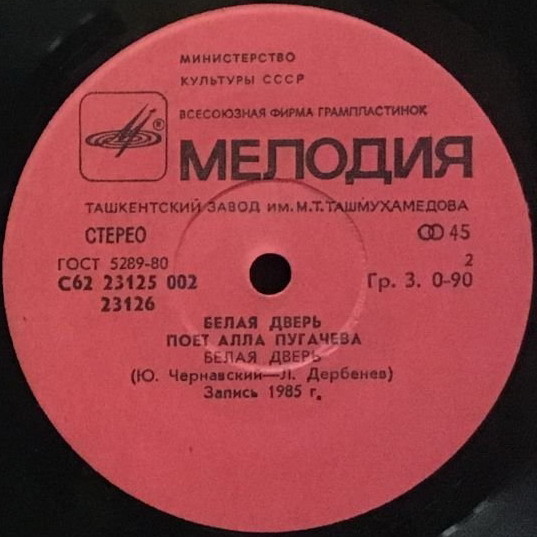 МИНИСТЕРСТВО
КУЛЬТУРЫ СССР
ВСЕСОЮЗНАЯ ФИРМА ГРАМПЛАСТИНОК
®
МЕЛОДИЯ
ТАШКЕНТСКИЙ ЗАВОД ИМ. М.Т. ТАШМУХАМЕДОВА
СТЕРЕО 45
ГОСТ 5289-80 2
С62 23125 002 Гр. 3. 0-90
23126
БЕЛАЯ ДВЕРЬ
ПОЕТ АЛЛА ПУГАЧЕВА
БЕЛАЯ ДВЕРЬ
(Ю. Чернавский—Л. Дербенев)
Запись 1985 г.